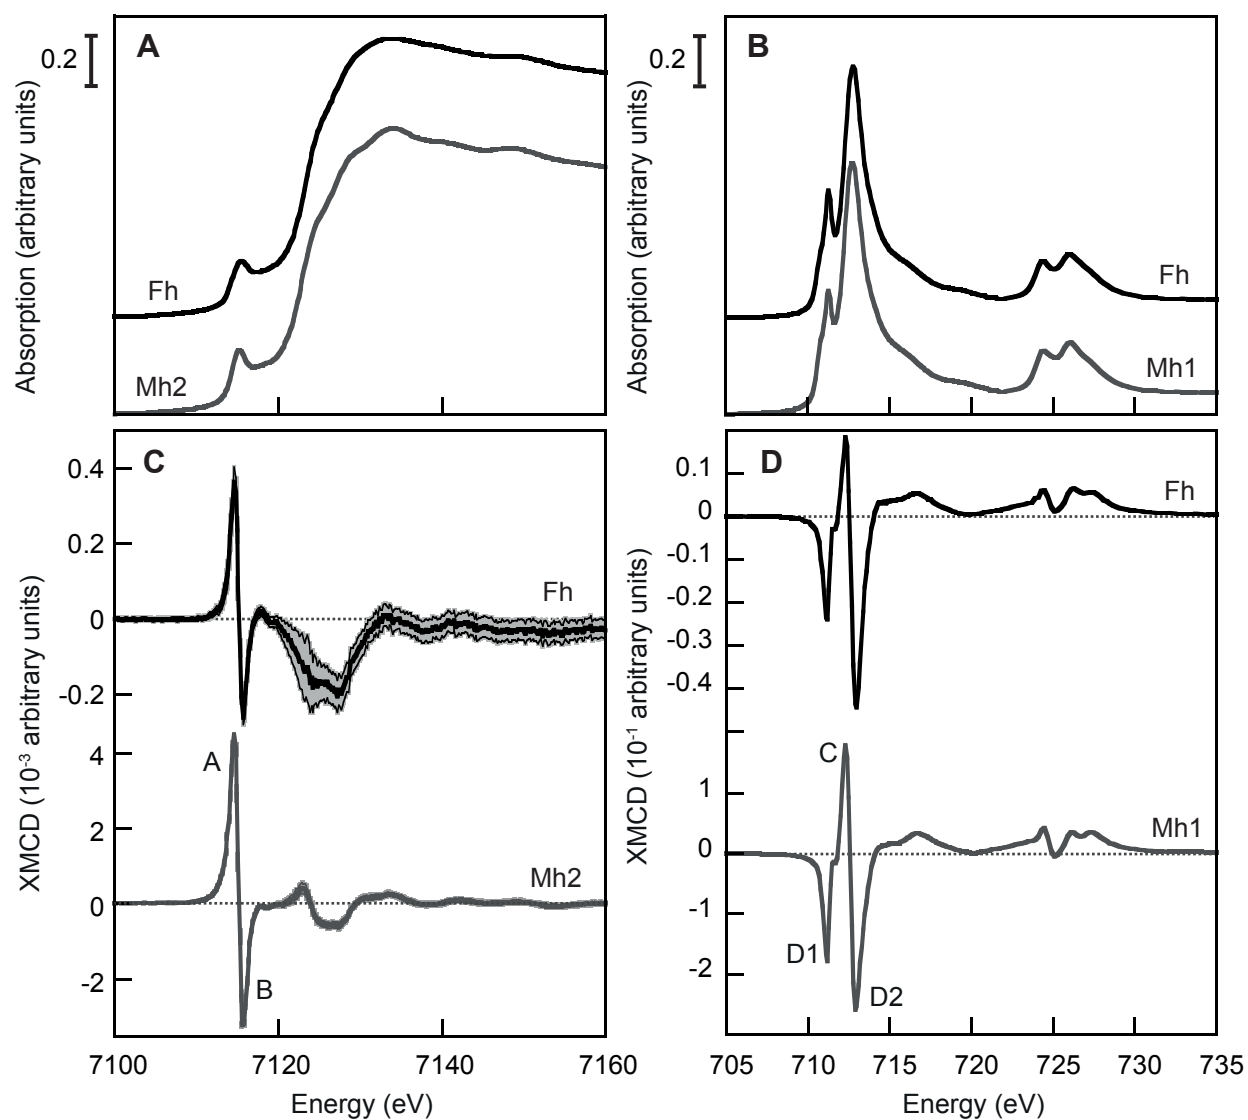 0.2
A
Absorption (arbitrary units)
Fh
Mh2
0.2
B
Absorption (arbitrary units)
Fh
Mh1
C
0.4
0.2
0
-0.2
4
2
0
-2
XMCD (10-3 arbitrary units)
Fh
A
Mh2
B
7100
7120
7140
7160
Energy (eV)
D
0.1
0
-0.1
-0.2
-0.3
-0.4
1
0
-1
-2
XMCD (10-1 arbitrary units)
Fh
C
Mh1
D1
D2
705
710
715
720
725
730
735
Energy (eV)